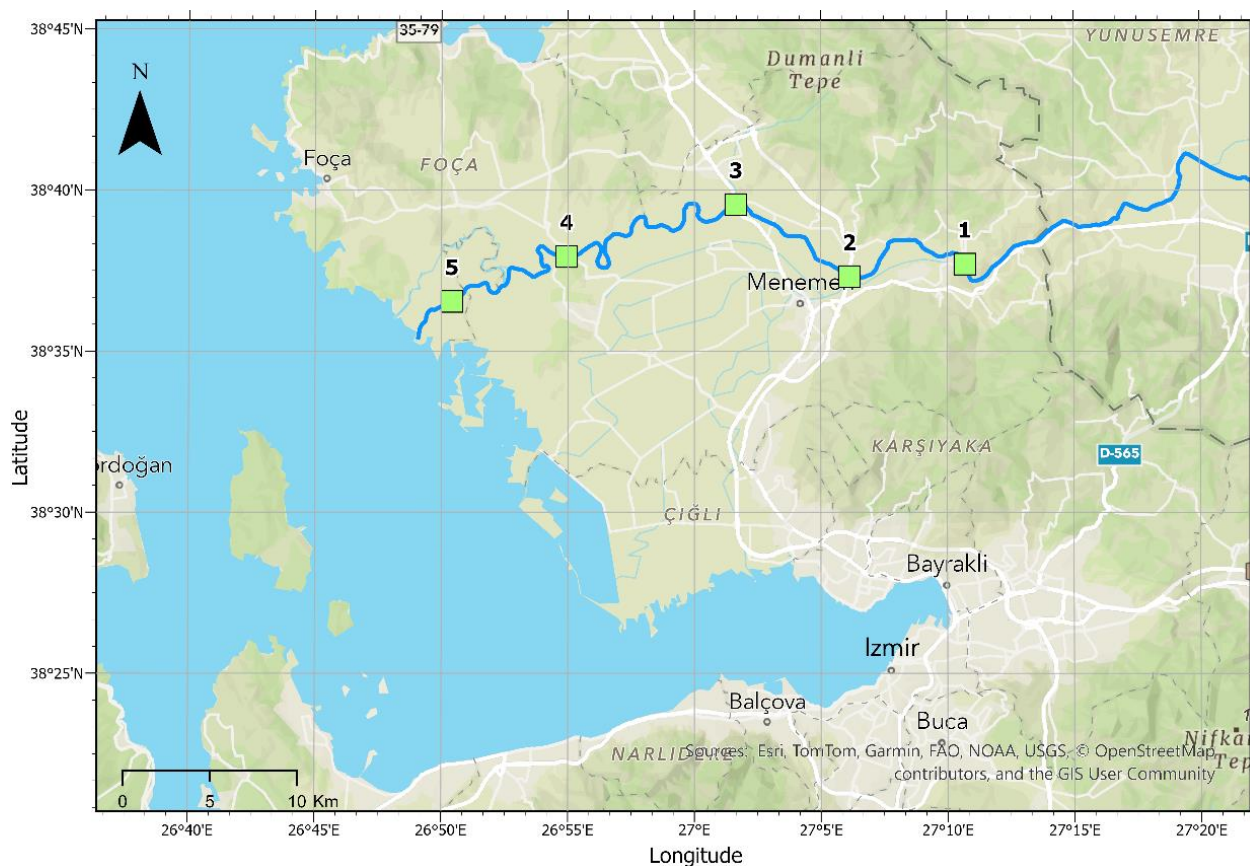 38°45'N
35-79
YUNUSEMRE
Dumanli
Tepe
N
Foça
FOÇA
38°40'N
3
4
1
2
5
Menemen
38°35'N
Latitude
KARŞIYAKA
D-565
ordoğan
38°30'N
ÇIĞLI
Bayrakli
Izmir
38°25'N
Balçova
Buca
NARLIDERE
Sources: Esri, TomTom, Garmin, FAO, NOAA, USGS, © OpenStreetMap
contributors, and the GIS User Community
Nifka
Tep
0 5 10 Km
26°40'E 26°45'E 26°50'E 26°55'E 27°E 27°5'E 27°10'E 27°15'E 27°20'E
Longitude